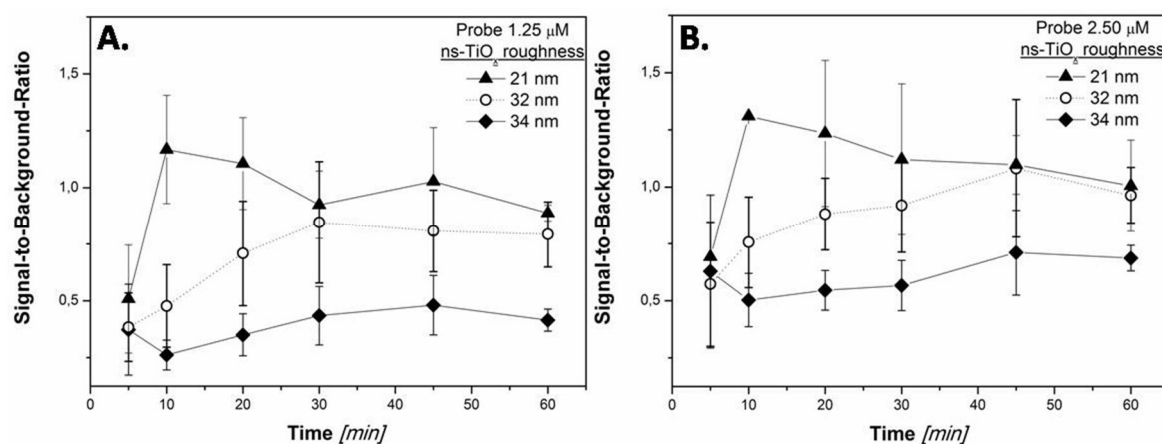 A.
Probe 1.25 μM
ns-TiO₂ roughness
21 nm
32 nm
34 nm
Signal-to-Background-Ratio
1,5
1,0
0,5
0 10 20 30 40 50 60
Time [min]
B.
Probe 2.50 μM
ns-TiO₂ roughness
21 nm
32 nm
34 nm
Signal-to-Background-Ratio
1,5
1,0
0,5
0 10 20 30 40 50 60
Time [min]